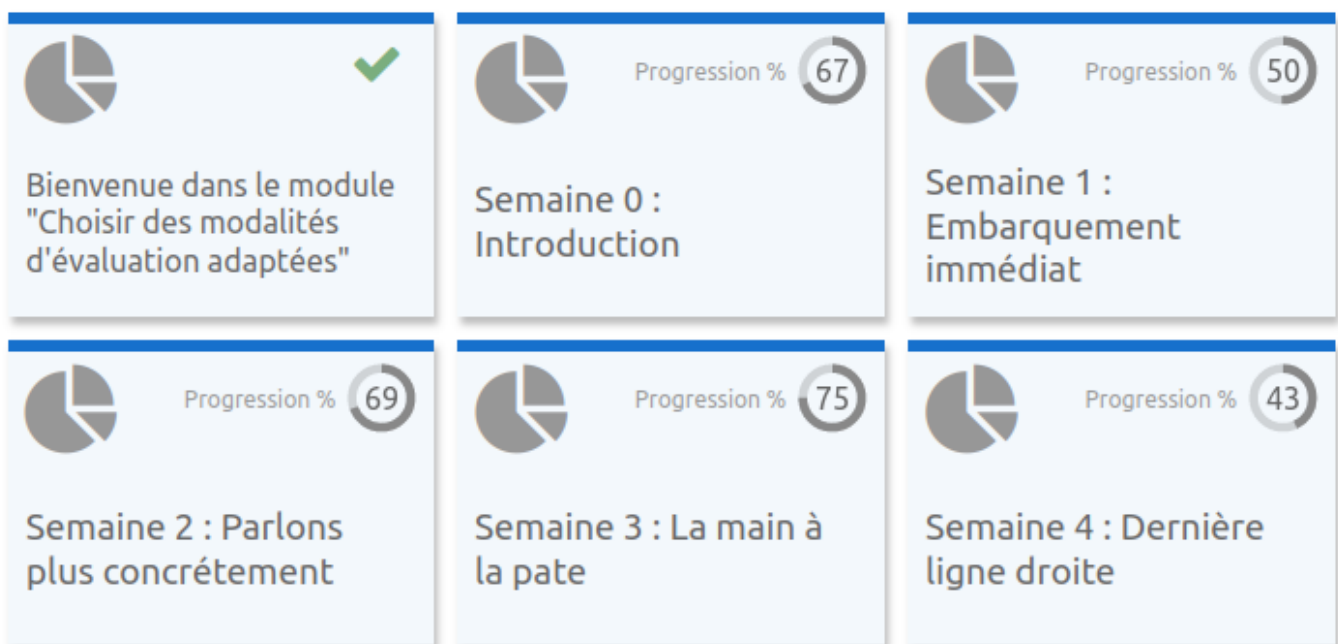 Progression % 67
Progression % 50
Bienvenue dans le module
"Choisir des modalités
d'évaluation adaptées"
Semaine 0 :
Introduction
Semaine 1 :
Embarquement
immédiat
Progression % 69
Progression % 75
Progression % 43
Semaine 2 : Parlons
plus concrétement
Semaine 3 : La main à
la pate
Semaine 4 : Dernière
ligne droite